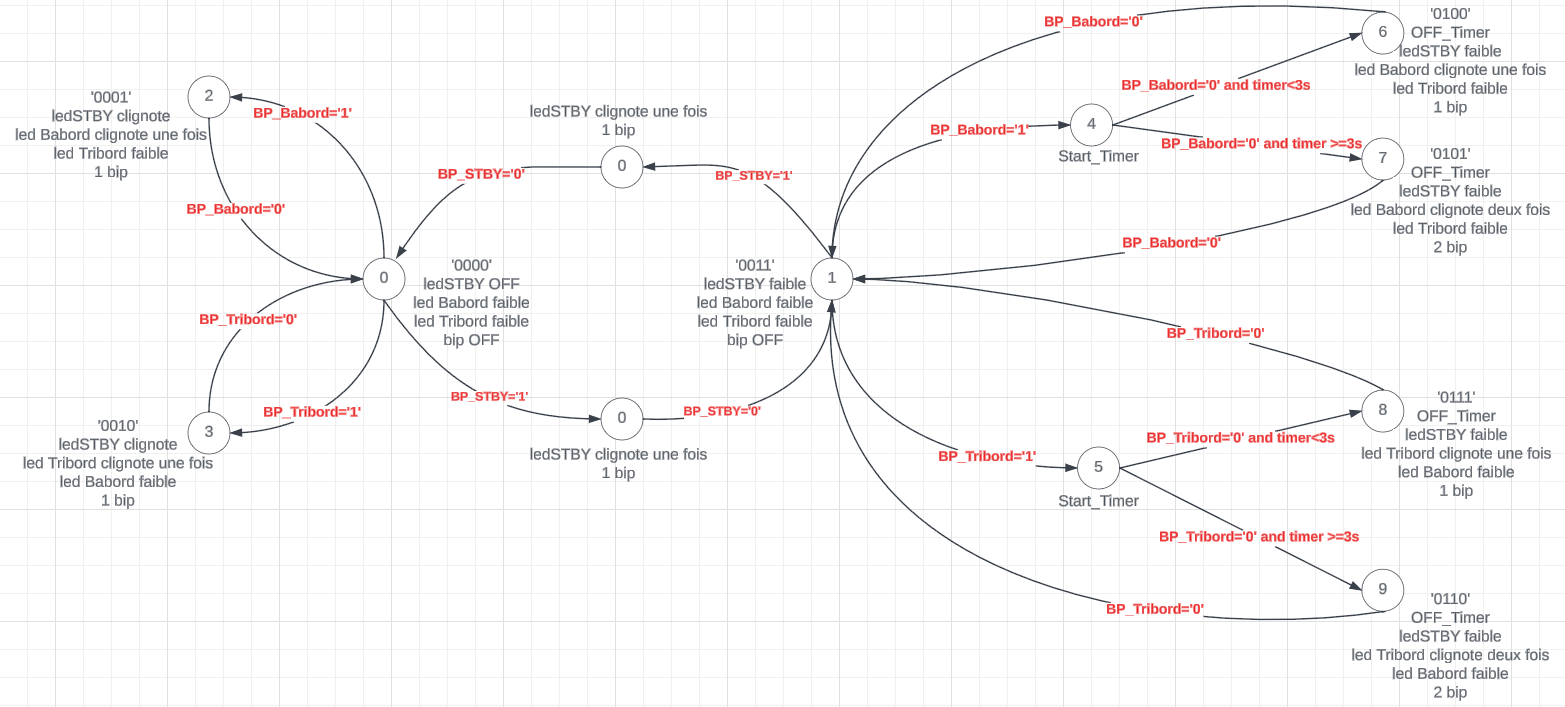 BP_Babord='0'
6
'0100'
OFF_Timer
ledSTBY faible
led Babord clignote une fois
led Tribord faible
1 bip
BP_Babord='0' and timer<3s
2
'0001'
ledSTBY clignote
led Babord clignote une fois
led Tribord faible
1 bip
BP_Babord='1'
ledSTBY clignote une fois
1 bip
0
BP_STBY='0'
BP_STBY='1'
BP_Babord='1'
4
Start_Timer
BP_Babord='0' and timer >=3s
7
'0101'
OFF_Timer
ledSTBY faible
led Babord clignote deux fois
led Tribord faible
2 bip
BP_Babord='0'
BP_Babord='0'
0
'0000'
ledSTBY OFF
led Babord faible
led Tribord faible
bip OFF
'0011'
ledSTBY faible
led Babord faible
led Tribord faible
bip OFF
1
BP_Tribord='0'
BP_Tribord='0'
BP_STBY='1'
0
BP_STBY='0'
ledSTBY clignote une fois
1 bip
BP_Tribord='1'
3
'0010'
ledSTBY clignote
led Tribord clignote une fois
led Babord faible
1 bip
8
'0111'
OFF_Timer
ledSTBY faible
led Tribord clignote une fois
led Babord faible
1 bip
BP_Tribord='0' and timer<3s
BP_Tribord='1'
5
Start_Timer
BP_Tribord='0' and timer >=3s
9
'0110'
OFF_Timer
ledSTBY faible
led Tribord clignote deux fois
led Babord faible
2 bip
BP_Tribord='0'